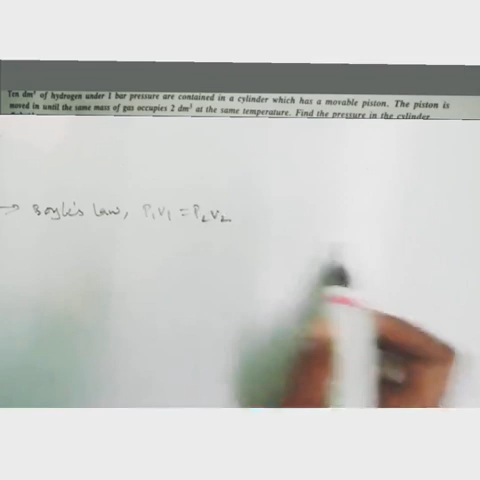 Ten dm³ of hydrogen under 1 bar pressure are contained in a cylinder which has a movable piston. The piston is
moved in until the same mass of gas occupies 2 dm³ at the same temperature. Find the pressure in the cylinder
→ Boyle's Law, P₁V₁ = P₂V₂